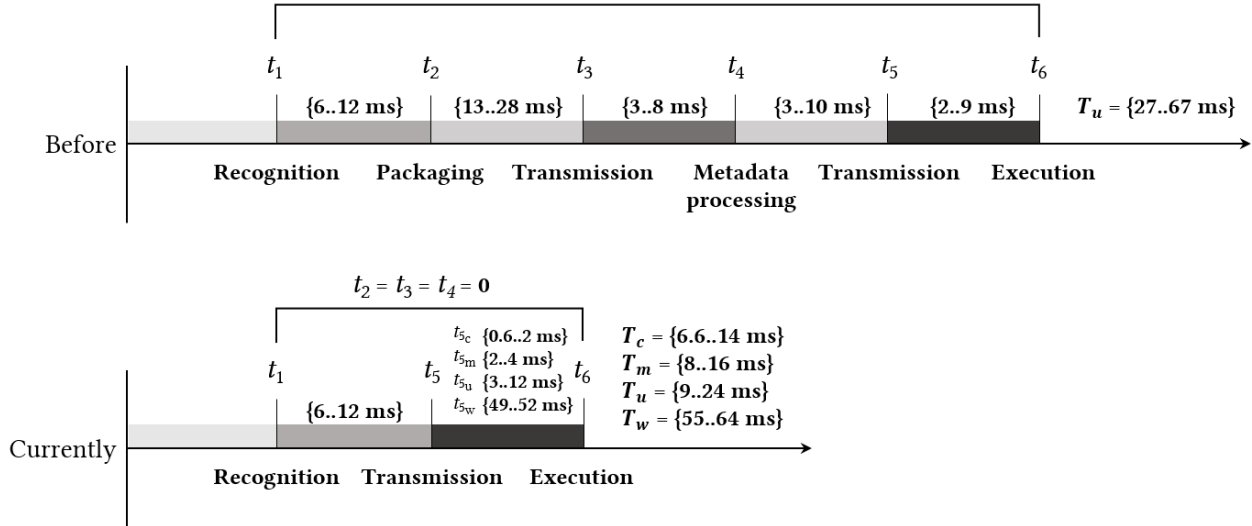 t1 t2 t3 t4 t5 t6
{6..12 ms} {13..28 ms} {3..8 ms} {3..10 ms} {2..9 ms} Tu = {27..67 ms}
Before
Recognition Packaging Transmission Metadata Transmission Execution
processing
t2 = t3 = t4 = 0
t5c {0.6..2 ms} Tc = {6.6..14 ms}
t5m {2..4 ms} Tm = {8..16 ms}
t1 t5 t5u {3..12 ms} t6 Tu = {9..24 ms}
{6..12 ms} t5w {49..52 ms} Tw = {55..64 ms}
Currently
Recognition Transmission Execution